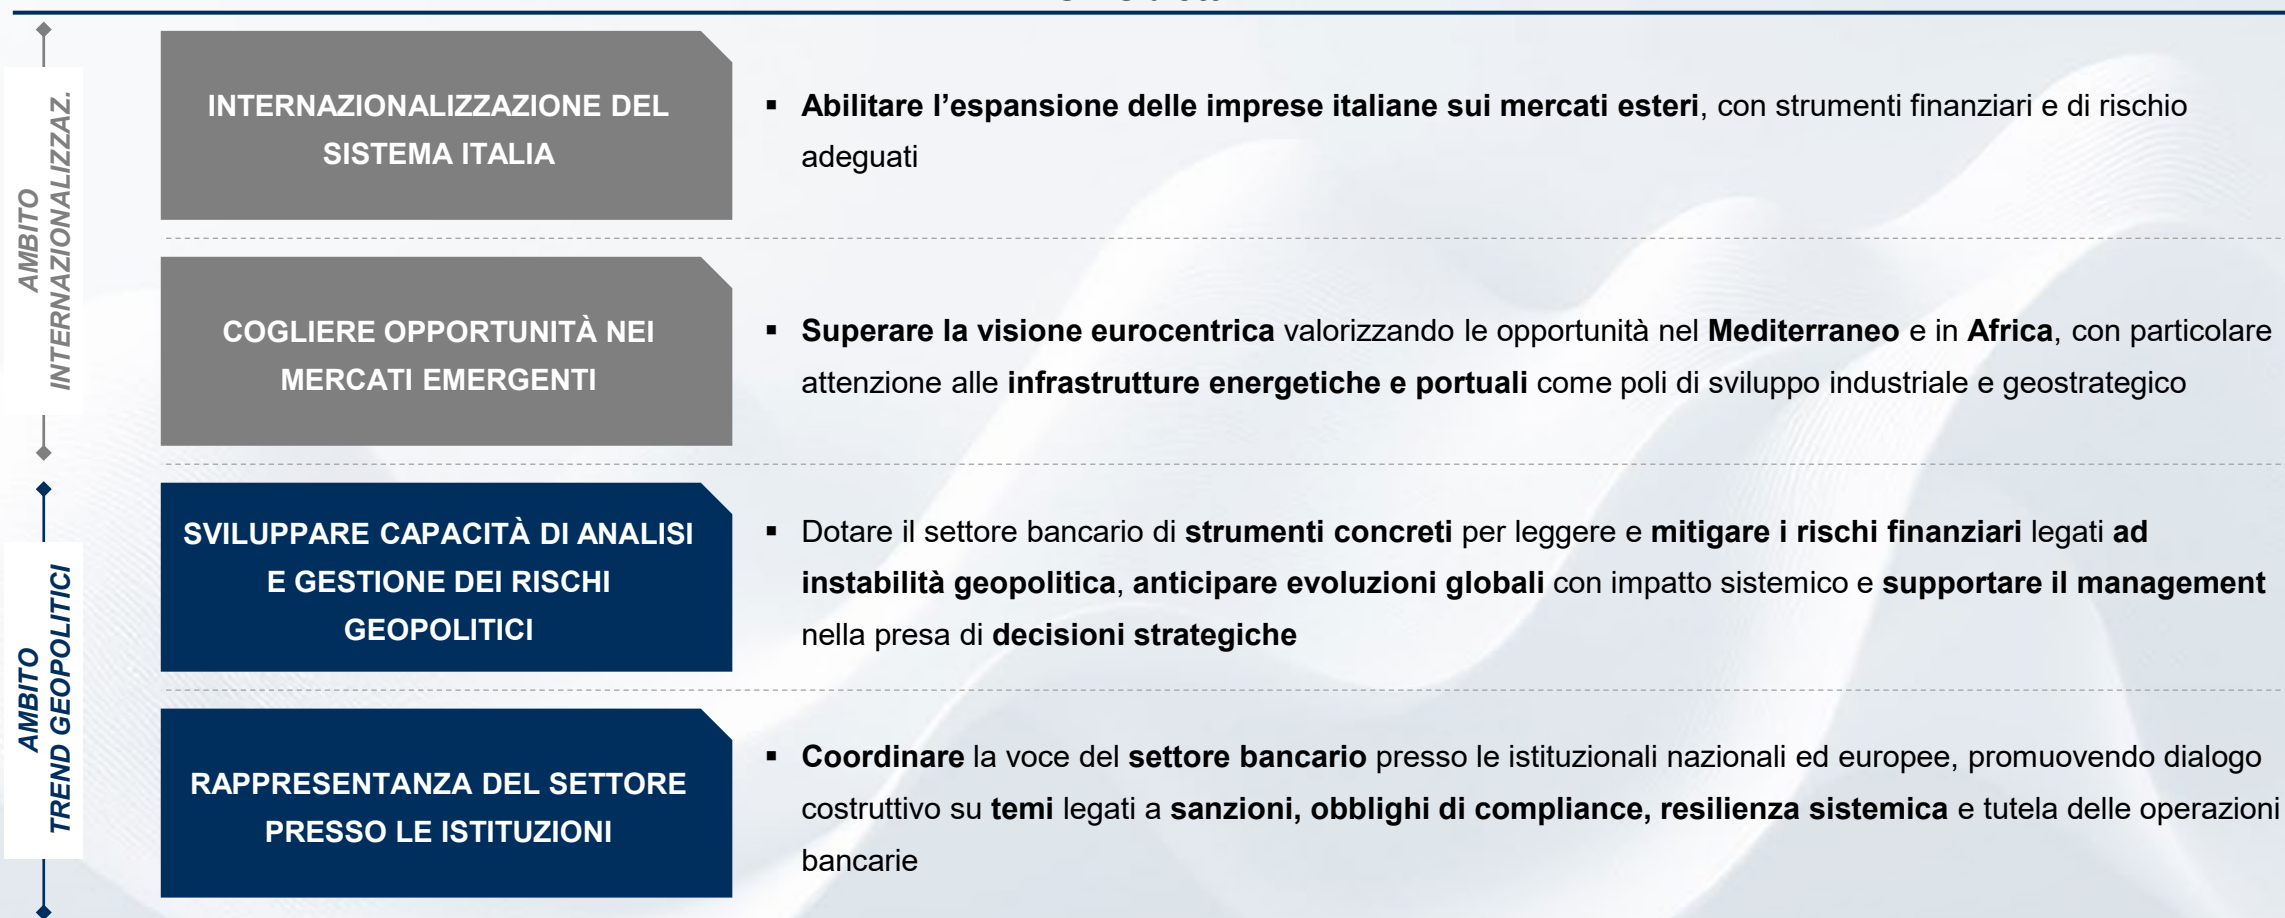 AMBITO
INTERNAZIONALIZZAZ.
INTERNAZIONALIZZAZIONE DEL
SISTEMA ITALIA
▪ Abilitare l’espansione delle imprese italiane sui mercati esteri, con strumenti finanziari e di rischio
adeguati
COGLIERE OPPORTUNITÀ NEI
MERCATI EMERGENTI
▪ Superare la visione eurocentrica valorizzando le opportunità nel Mediterraneo e in Africa, con particolare
attenzione alle infrastrutture energetiche e portuali come poli di sviluppo industriale e geostrategico
AMBITO
TREND GEOPOLITICI
SVILUPPARE CAPACITÀ DI ANALISI
E GESTIONE DEI RISCHI
GEOPOLITICI
▪ Dotare il settore bancario di strumenti concreti per leggere e mitigare i rischi finanziari legati ad
instabilità geopolitica, anticipare evoluzioni globali con impatto sistemico e supportare il management
nella presa di decisioni strategiche
RAPPRESENTANZA DEL SETTORE
PRESSO LE ISTITUZIONI
▪ Coordinare la voce del settore bancario presso le istituzionali nazionali ed europee, promuovendo dialogo
costruttivo su temi legati a sanzioni, obblighi di compliance, resilienza sistemica e tutela delle operazioni
bancarie